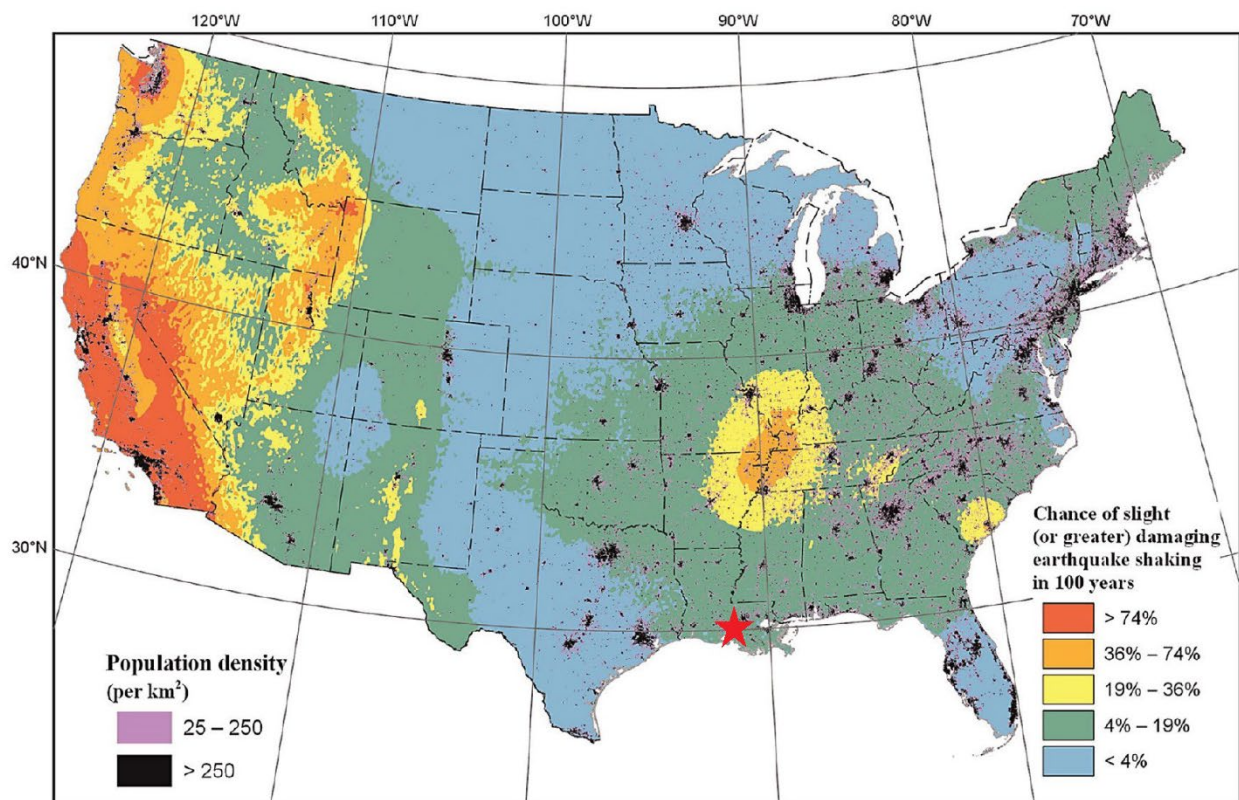 120°W
110°W
100°W
90°W
80°W
70°W
40°N
30°N
Population density
(per km²)
25 – 250
> 250
Chance of slight
(or greater) damaging
earthquake shaking
in 100 years
> 74%
36% – 74%
19% – 36%
4% – 19%
< 4%